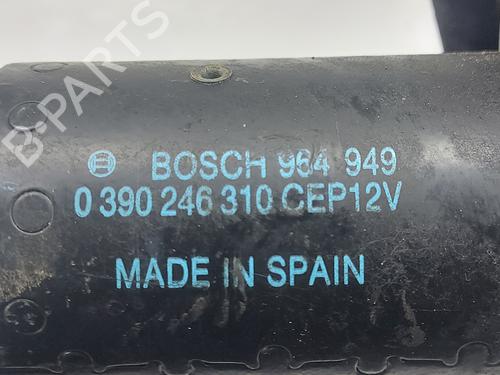 B-PARTS
BOSCH 964 949
0 390 246 310 CEP12V
MADE IN SPAIN